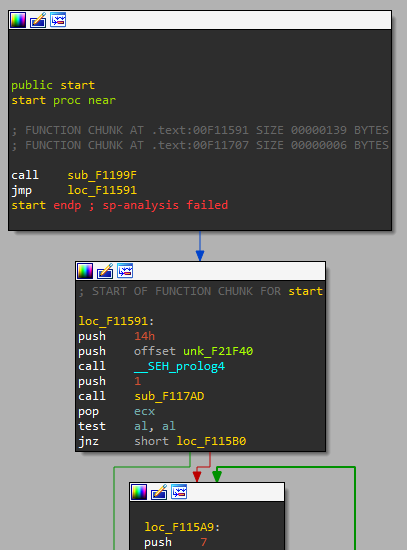 public start
start proc near
; FUNCTION CHUNK AT .text:00F11591 SIZE 00000139 BYTES
; FUNCTION CHUNK AT .text:00F11707 SIZE 00000006 BYTES
call sub_F1199F
jmp loc_F11591
start endp ; sp-analysis failed
; START OF FUNCTION CHUNK FOR start
loc_F11591:
push 14h
push offset unk_F21F40
call __SEH_prolog4
push 1
call sub_F117AD
pop ecx
test al, al
jnz short loc_F115B0
loc_F115A9:
push 7